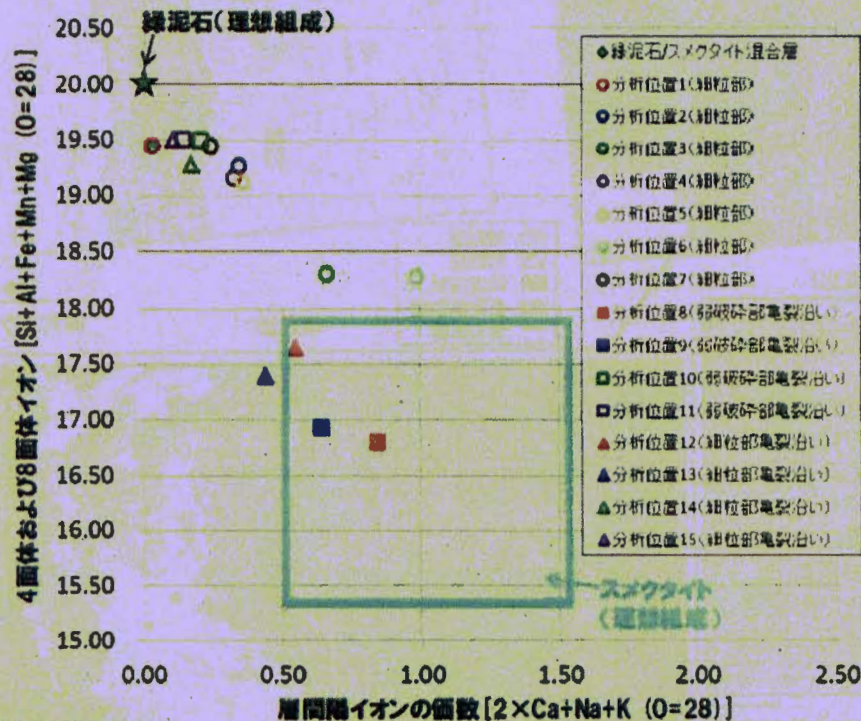 緑泥石(理想組成)
4面体および8面体イオン [Si+Al+Fe+Mn+Mg (O=28)]
20.50
20.00
19.50
19.00
18.50
18.00
17.50
17.00
16.50
16.00
15.50
15.00
緑泥石/スメクタイト混合層
分析位置1(細粒部)
分析位置2(細粒部)
分析位置3(細粒部)
分析位置4(細粒部)
分析位置5(細粒部)
分析位置6(細粒部)
分析位置7(細粒部)
分析位置8(弱破砕部亀裂沿い)
分析位置9(弱破砕部亀裂沿い)
分析位置10(弱破砕部亀裂沿い)
分析位置11(弱破砕部亀裂沿い)
分析位置12(細粒部亀裂沿い)
分析位置13(細粒部亀裂沿い)
分析位置14(細粒部亀裂沿い)
分析位置15(細粒部亀裂沿い)
スメクタイト
(理想組成)
0.00 0.50 1.00 1.50 2.00 2.50
層間陽イオンの価数[2×Ca+Na+K (O=28)]